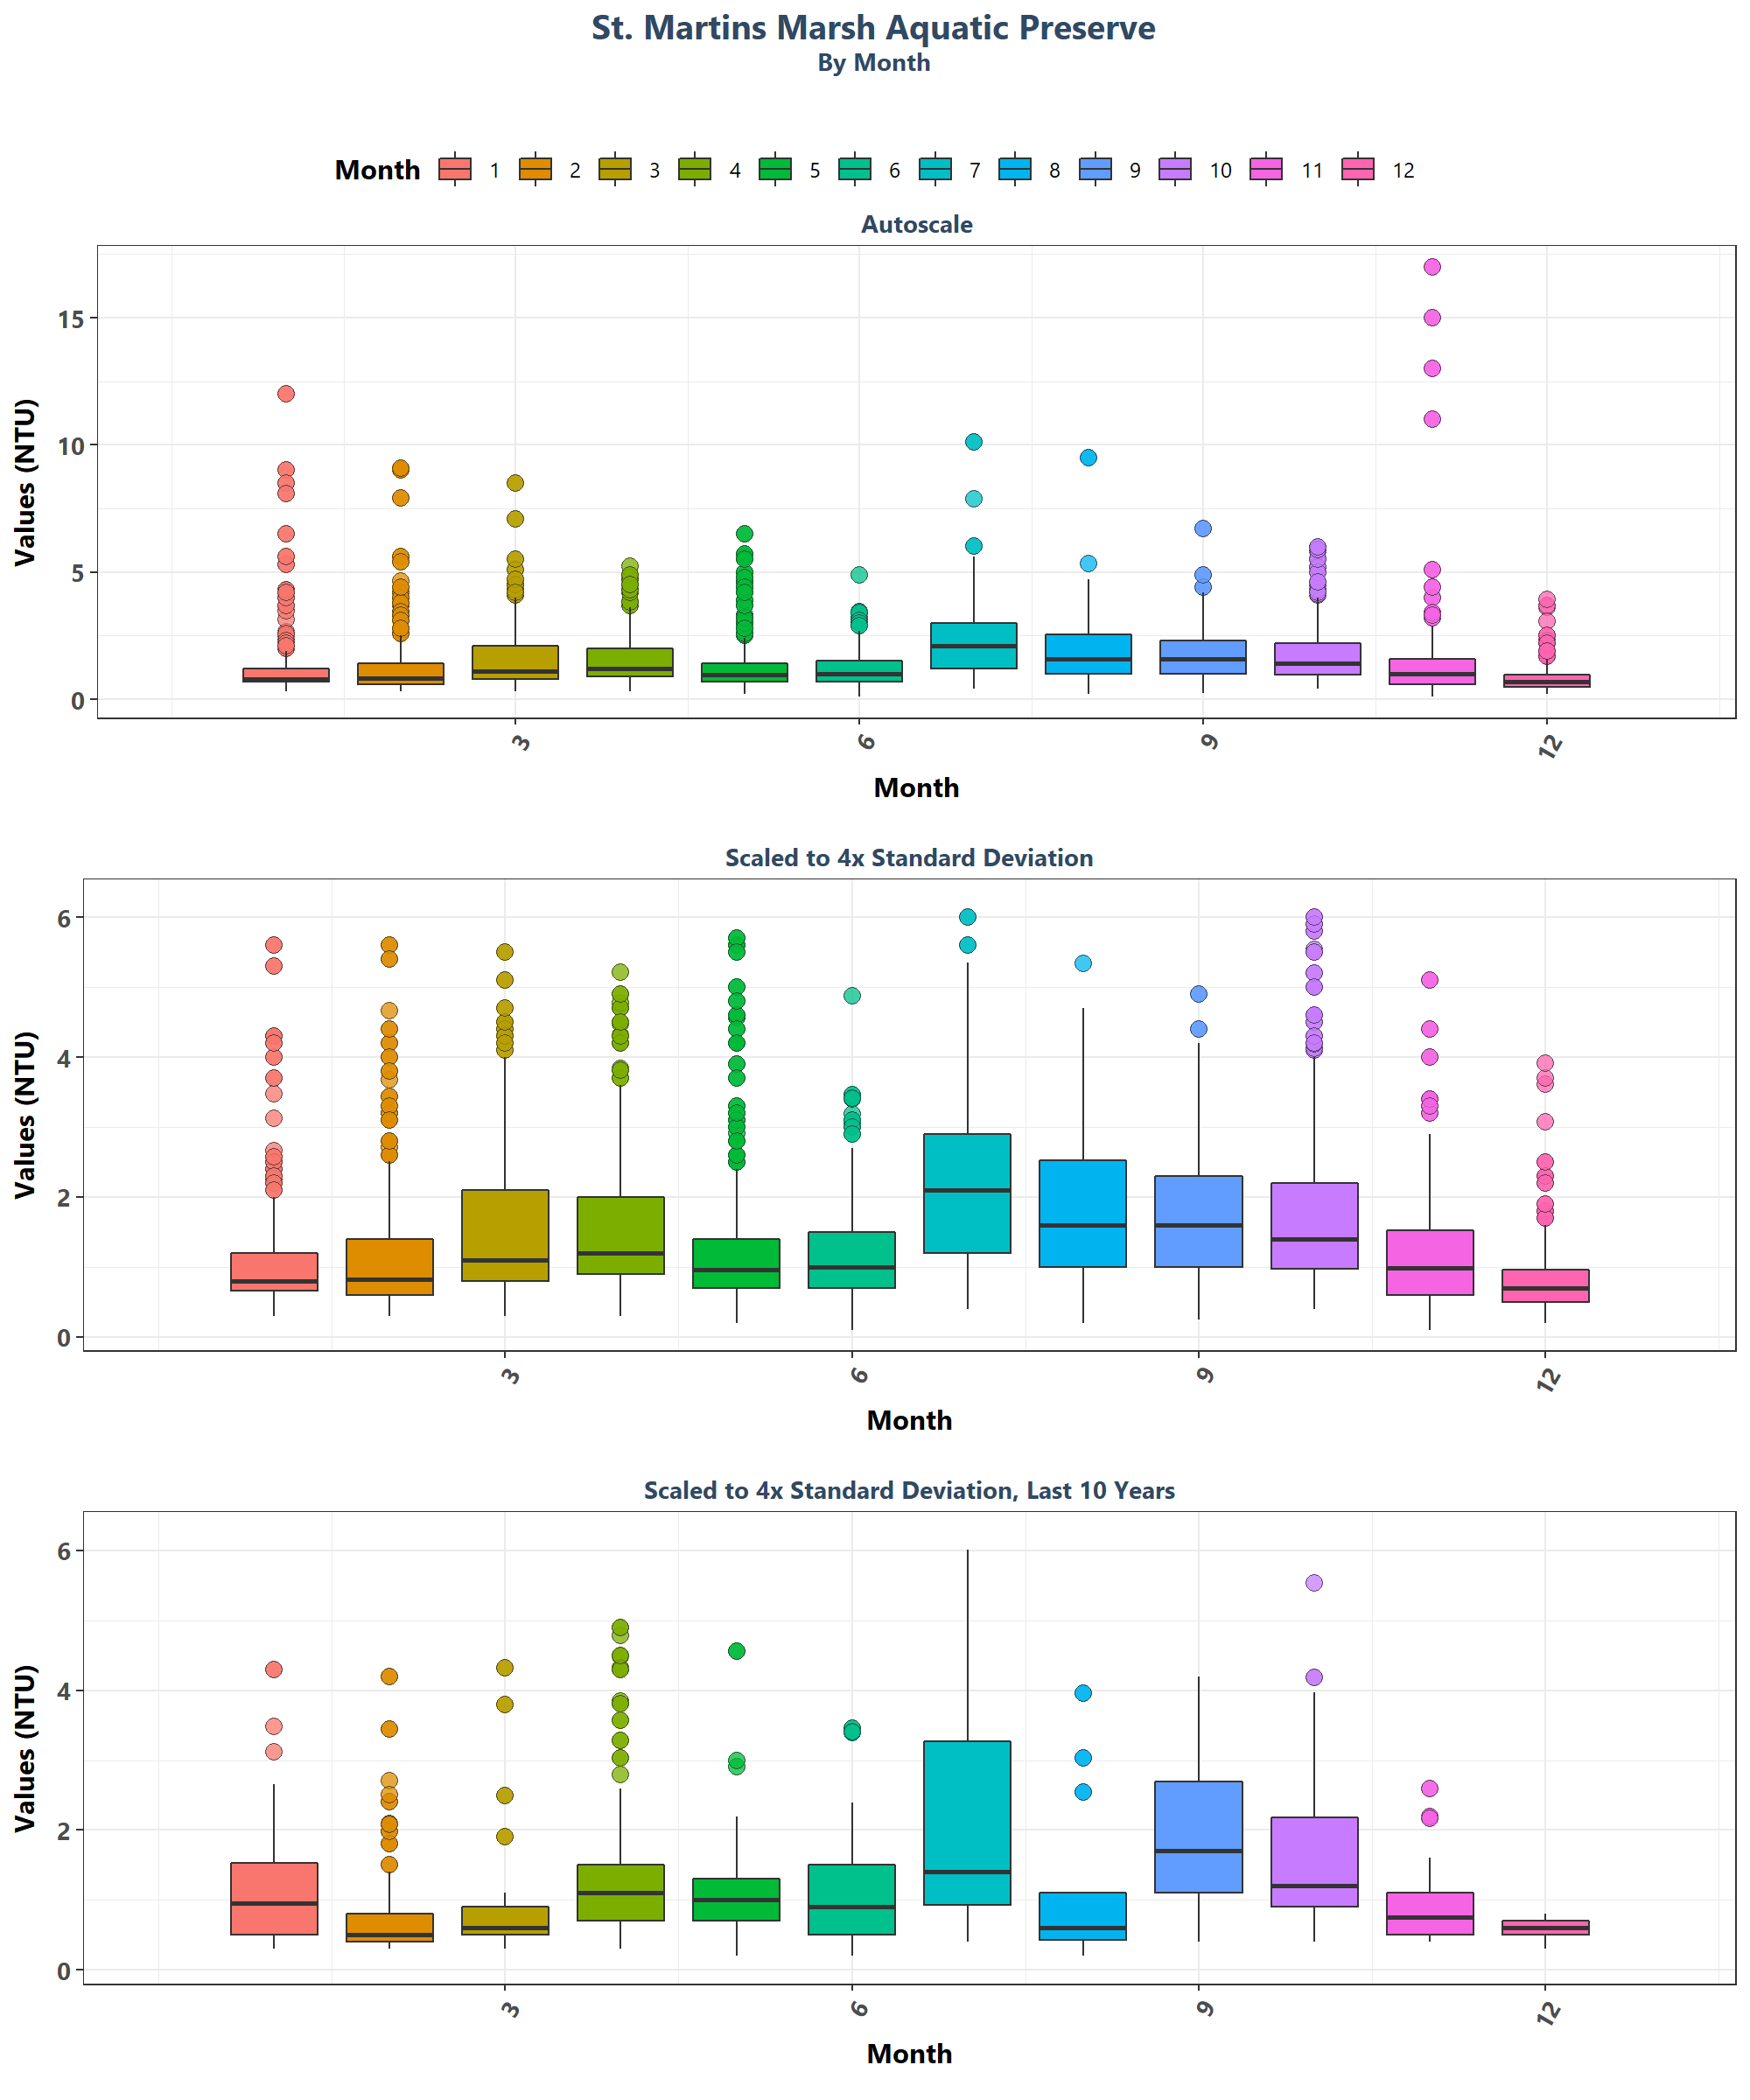 St. Martins Marsh Aquatic Preserve
By Month
Month 1 2 3 4 5 6 7 8 9 10 11 12
Autoscale
Values (NTU)
15
10
5
0
3 6 9 12
Month
Scaled to 4x Standard Deviation
Values (NTU)
6
4
2
0
3 6 9 12
Month
Scaled to 4x Standard Deviation, Last 10 Years
Values (NTU)
6
4
2
0
3 6 9 12
Month